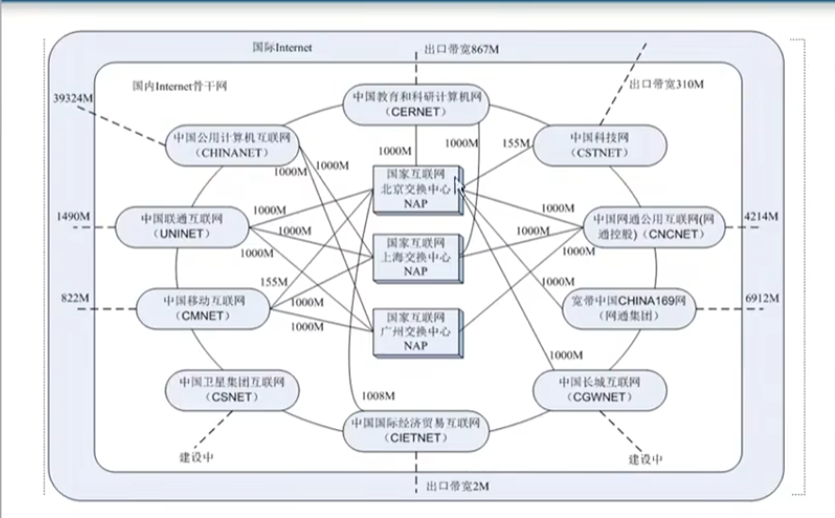 国际Internet
出口带宽867M
国内Internet骨干网
出口带宽310M
39324M
中国教育和科研计算机网
(CERNET)
中国公用计算机互联网
(CHINANET)
1000M
1000M
1000M
1000M
155M
中国科技网
(CSTNET)
国家互联网
北京交换中心
NAP
1490M
中国联通互联网
(UNINET)
1000M
1000M
1000M
国家互联网
上海交换中心
NAP
1000M
1000M
1000M
中国网通公用互联网(网
通控股)(CNCNET)
4214M
822M
中国移动互联网
(CMNET)
155M
1000M
1000M
国家互联网
广州交换中心
NAP
1000M
宽带中国CHINA169网
(网通集团)
6912M
中国卫星集团互联网
(CSNET)
建设中
1008M
1000M
中国长城互联网
(CGWNET)
建设中
中国国际经济贸易互联网
(CIETNET)
出口带宽2M